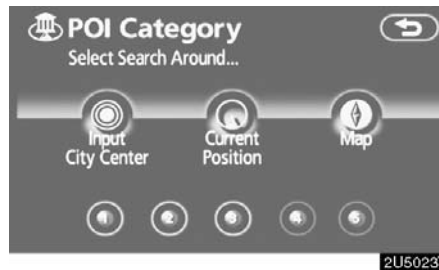 POI Category
Select Search Around...
Input
City Center
Current
Position
Map
1 2 3 4 5
2U5023